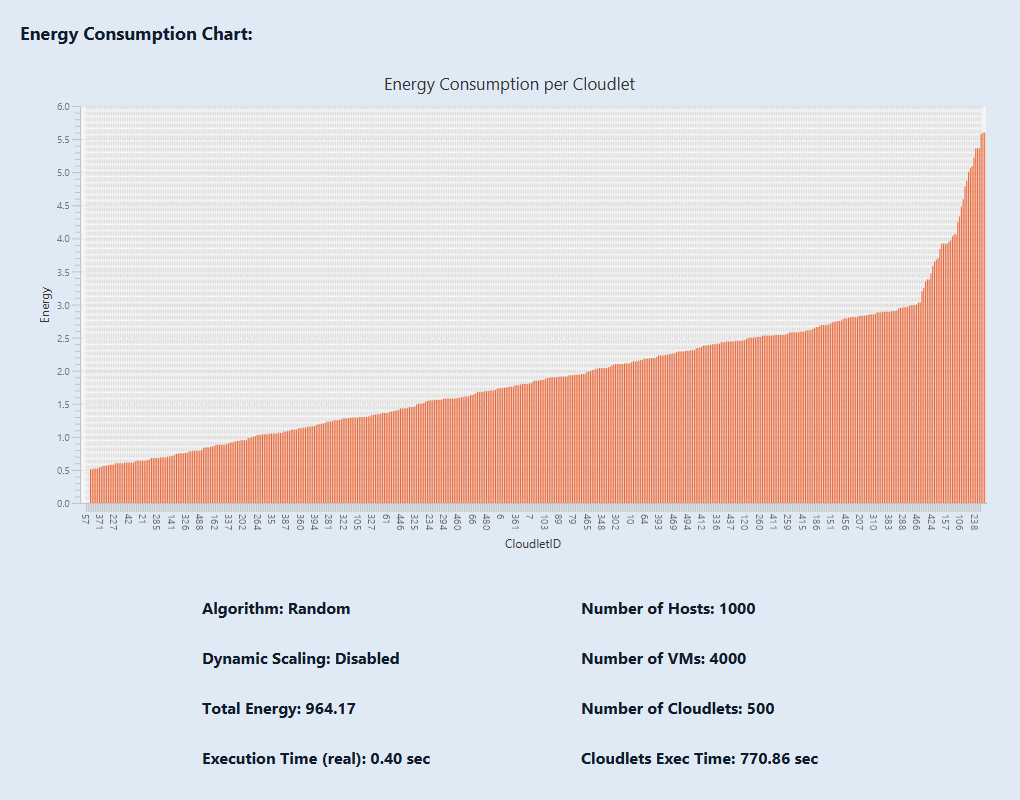 Energy Consumption Chart:
Energy Consumption per Cloudlet
6.0
5.5
5.0
4.5
4.0
3.5
3.0
2.5
2.0
1.5
1.0
0.5
0.0
Energy
57 371 227 42 21 285 141 326 488 162 337 202 264 35 387 360 394 281 322 105 327 61 446 325 234 294 460 66 480 6 361 7 103 89 79 465 348 302 10 64 393 469 494 412 336 437 120 260 411 259 415 186 151 456 207 310 383 288 466 424 157 106 238
CloudletID
Algorithm: Random
Number of Hosts: 1000
Dynamic Scaling: Disabled
Number of VMs: 4000
Total Energy: 964.17
Number of Cloudlets: 500
Execution Time (real): 0.40 sec
Cloudlets Exec Time: 770.86 sec